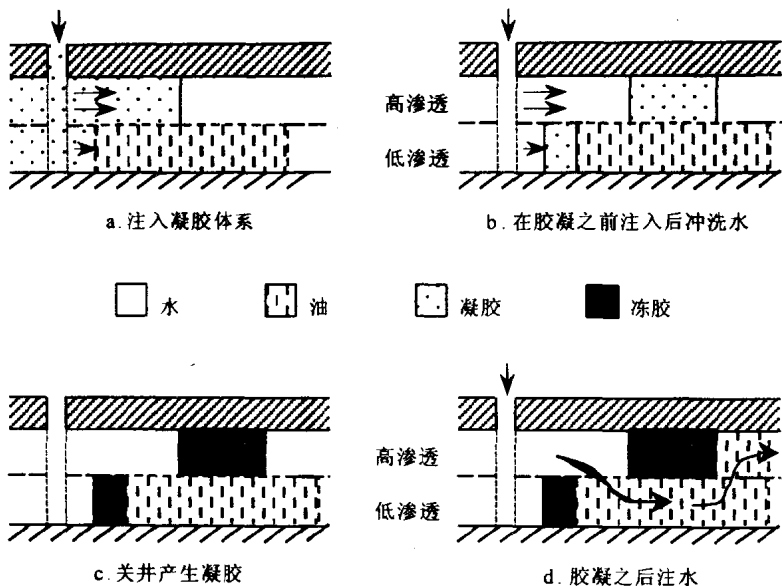 高渗透
低渗透
a.注入凝胶体系
b.在胶凝之前注入后冲洗水
水
油
凝胶
冻胶
高渗透
低渗透
c.关井产生凝胶
d.胶凝之后注水